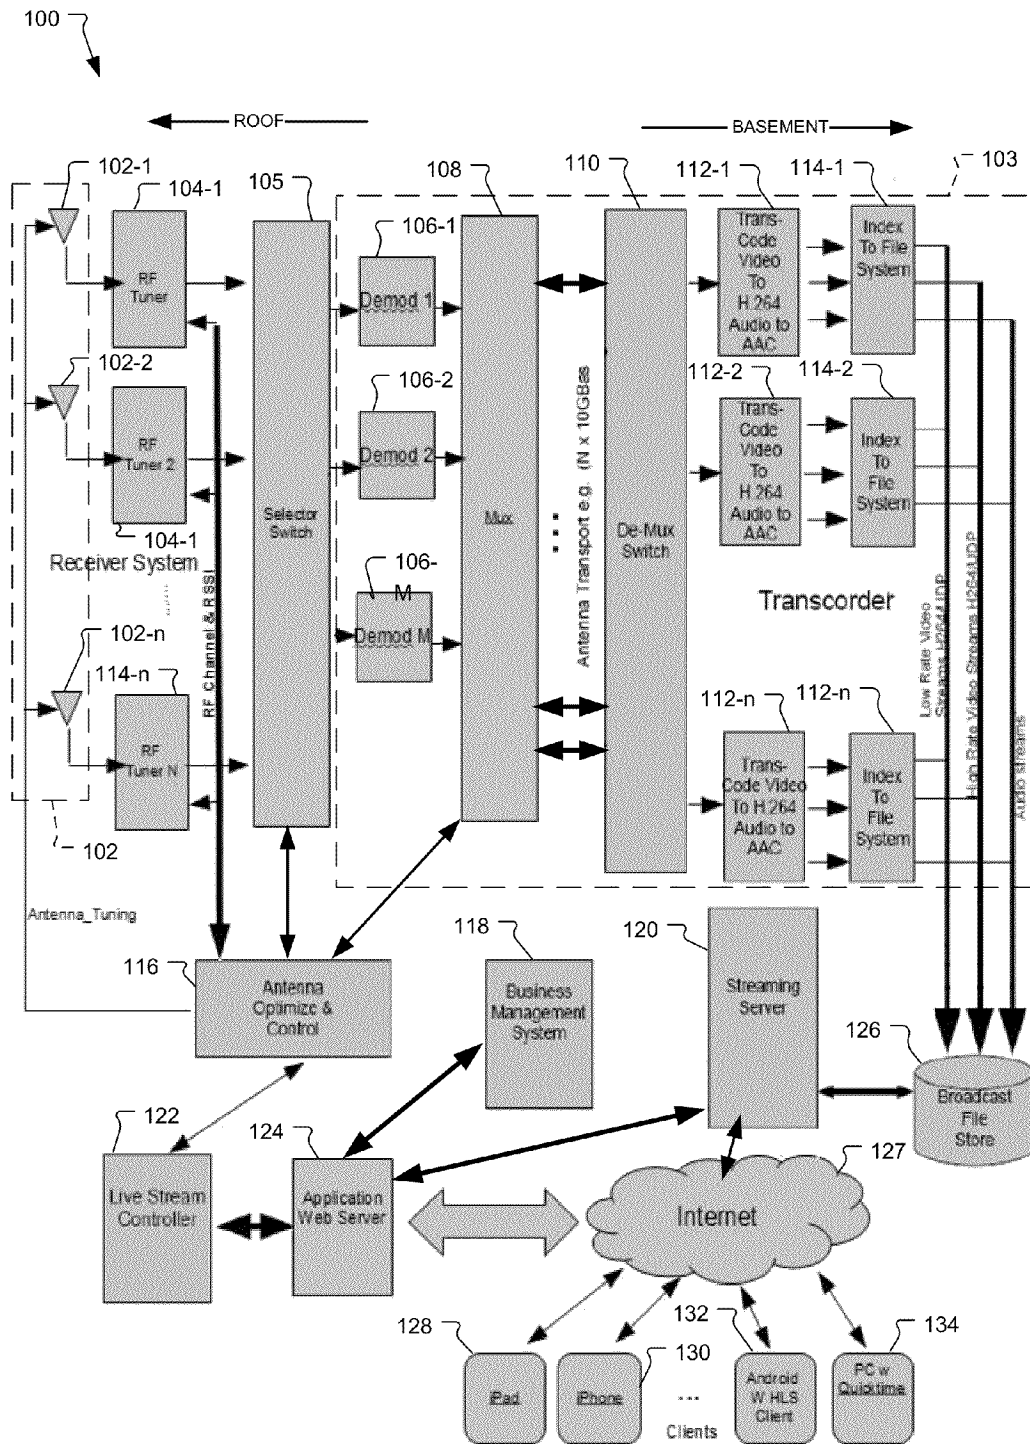 100
ROOF
BASEMENT
103
102-1
104-1
105
108
110
112-1
114-1
106-1
RF
Tuner
Demod 1
Trans-
Code
Video
To
H.264
Audio to
AAC
Index
To File
System
102-2
106-2
112-2
114-2
RF
Tuner 2
Demod 2
Selector
Switch
Mux
...
Antenna Transport e.g. (N x 10GBas
De-Mux
Switch
Trans-
Code
Video
To
H.264
Audio to
AAC
Index
To
File
System
104-1
Receiver System
......
RF Channel & RSSI
106-
M
Demod M
Transcorder
Low Rate Video
Streams H264/UDP
High Rate Video Streams H264/UDP
Audio streams
102-n
114-n
RF
Tuner N
112-n
112-n
Trans-
Code Video
To H.264
Audio to
AAC
Index
To
File
System
102
Antenna_Tuning
116
Antenna
Optimize &
Control
118
Business
Management
System
120
Streaming
Server
126
Broadcast
File
Store
122
Live Stream
Controller
124
Application
Web Server
127
Internet
128
iPad
iPhone
130
...
Clients
132
Android
W HLS
Client
134
PC w
Quicktime